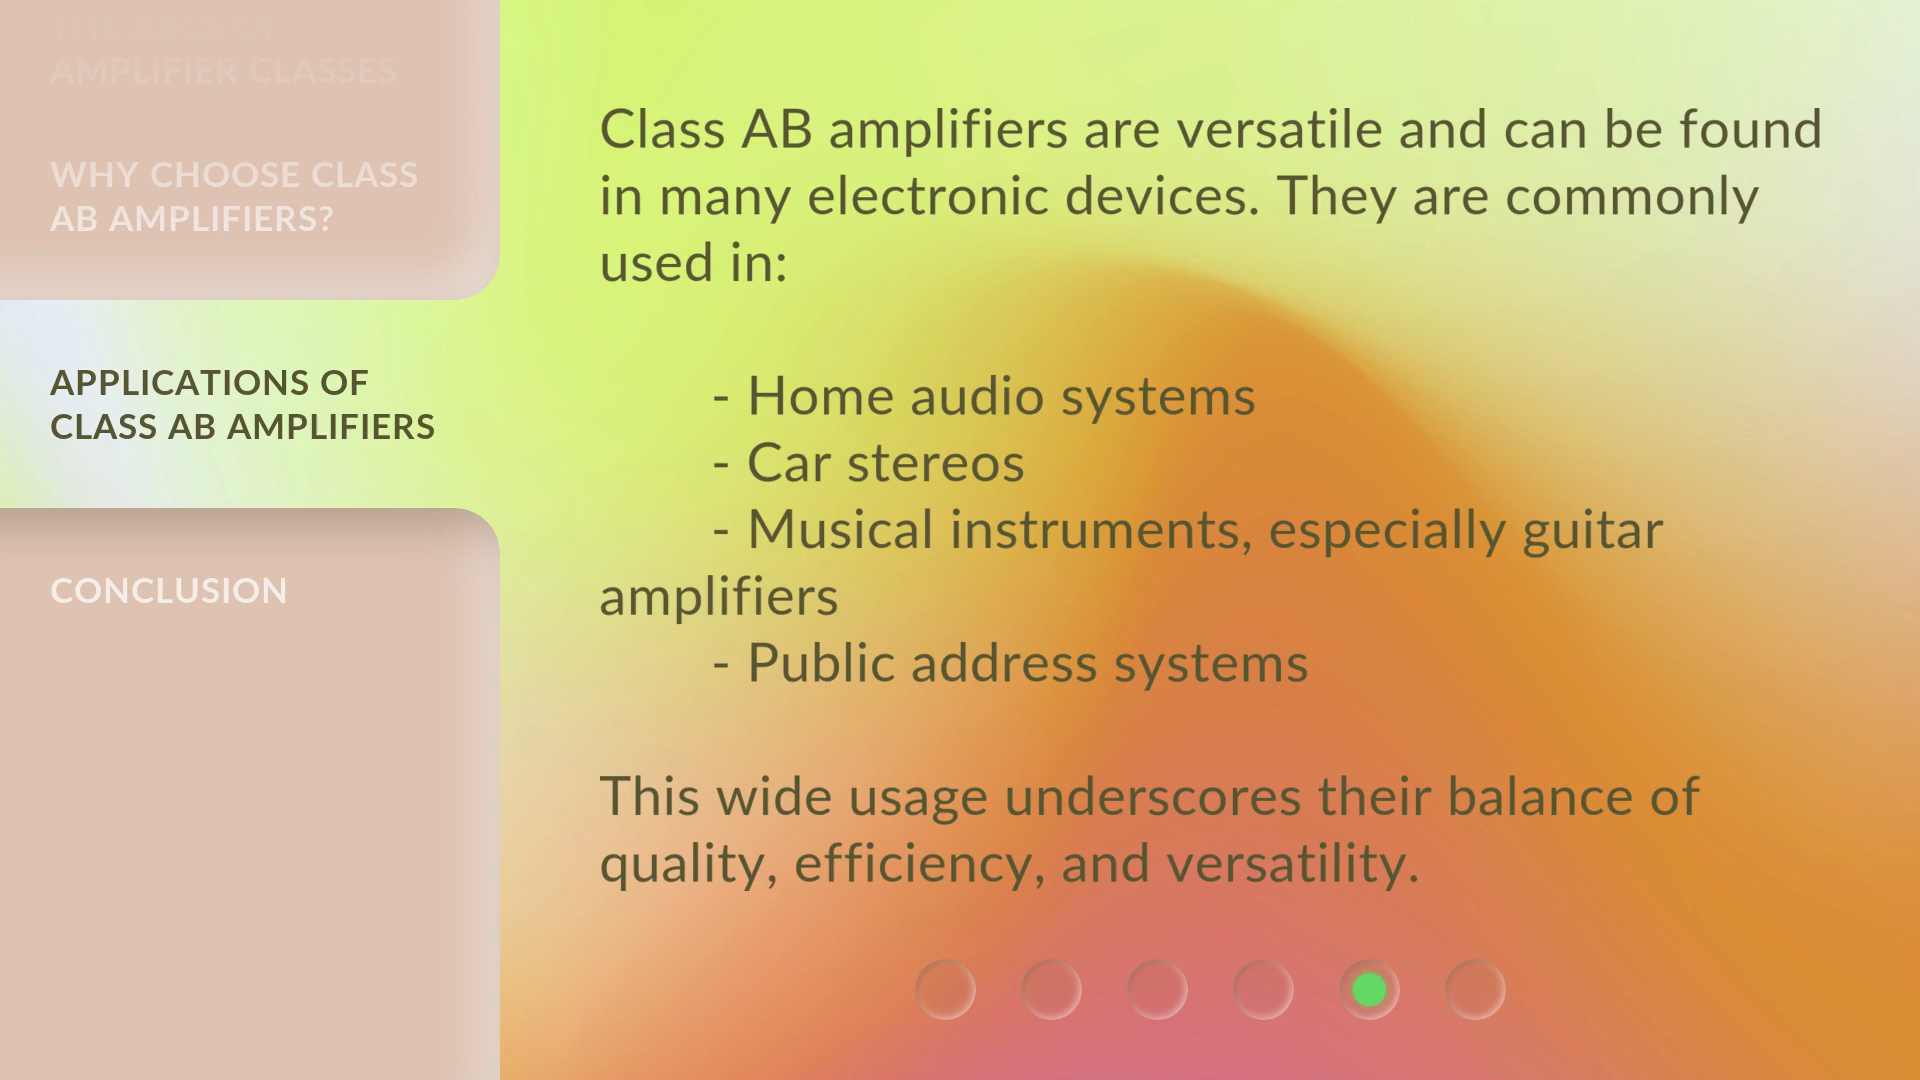 AMPLIFIER CLASSES
WHY CHOOSE CLASS
AB AMPLIFIERS?
APPLICATIONS OF
CLASS AB AMPLIFIERS
CONCLUSION
Class AB amplifiers are versatile and can be found
in many electronic devices. They are commonly
used in:
- Home audio systems
- Car stereos
- Musical instruments, especially guitar
amplifiers
- Public address systems
This wide usage underscores their balance of
quality, efficiency, and versatility.